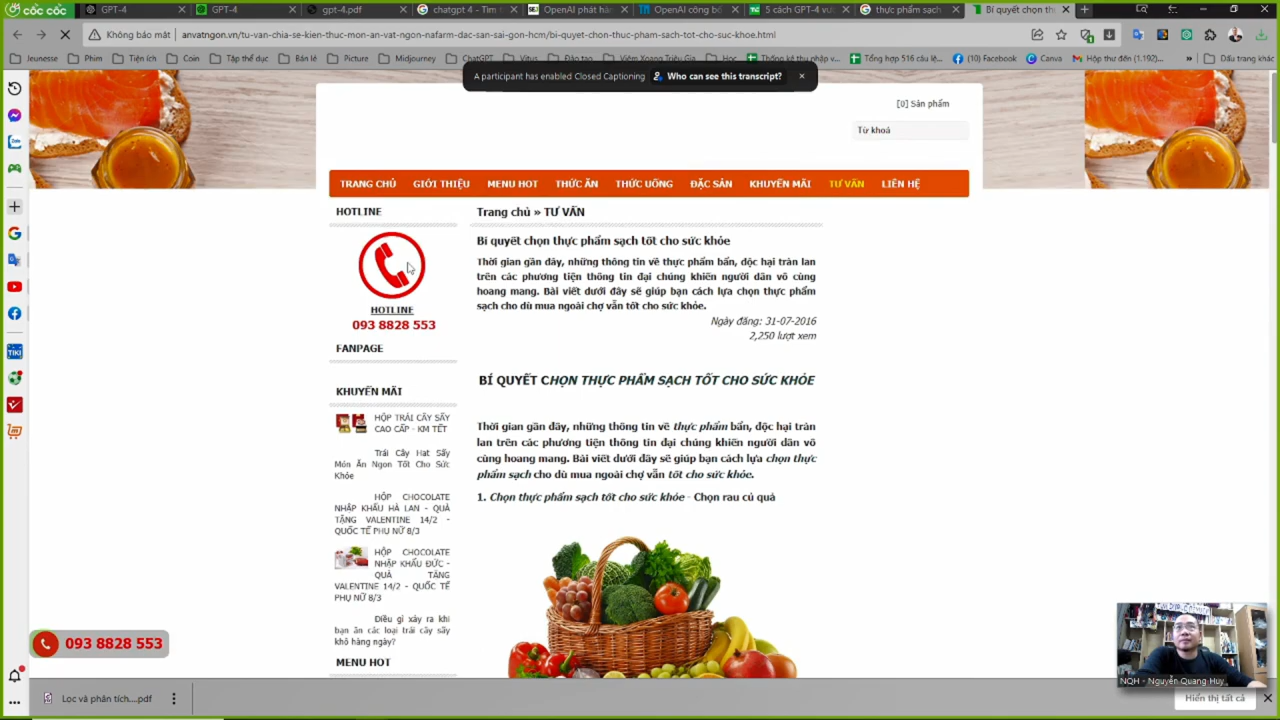 cốc cốc
GPT-4
GPT-4
gpt-4.pdf
chatgpt 4 - Tìm
OpenAI phát hàn
OpenAI công bố
5 cách GPT-4 vượ
thực phẩm sạch
Bí quyết chọn th
Không bảo mật
anvatngon.vn/tu-van-chia-se-kien-thuc-mon-an-vat-ngon-nafarm-dac-san-sai-gon-hcm/bi-quyet-chon-thuc-pham-sach-tot-cho-suc-khoe.html
Jeunesse
Phim
Tiện ích
Coin
Tập thể dục
Bán lẻ
Picture
Midjourney
ChatGPT
Vitus
Đào tạo
Viêm Xoang Triệu Gia
Học
Thống kê thu nhập v...
Tổng hợp 516 câu lệ...
(10) Facebook
Canva
Hộp thư đến (1.192)...
»
Dấu trang khác
A participant has enabled Closed Captioning
Who can see this transcript?
[0] Sản phẩm
Từ khoá
TRANG CHỦ
GIỚI THIỆU
MENU HOT
THỨC ĂN
THỨC UỐNG
ĐẶC SẢN
KHUYẾN MÃI
TƯ VẤN
LIÊN HỆ
HOTLINE
HOTLINE
093 8828 553
FANPAGE
KHUYẾN MÃI
HỘP TRÁI CÂY SẤY
CAO CẤP - KM TẾT
Trái Cây Hạt Sấy
Món Ăn Ngon Tốt Cho Sức
Khỏe
HỘP CHOCOLATE
NHẬP KHẨU HÀ LAN - QUÀ
TẶNG VALENTINE 14/2 -
QUỐC TẾ PHỤ NỮ 8/3
HỘP CHOCOLATE
NHẬP KHẨU ĐỨC -
QUÀ TẶNG
VALENTINE 14/2 - QUỐC TẾ
PHỤ NỮ 8/3
Điều gì xảy ra khi
bạn ăn các loại trái cây sấy
khô hàng ngày?
MENU HOT
Trang chủ » TƯ VẤN
Bí quyết chọn thực phẩm sạch tốt cho sức khỏe
Thời gian gần đây, những thông tin về thực phẩm bẩn, độc hại tràn lan
trên các phương tiện thông tin đại chúng khiến người dân vô cùng
hoang mang. Bài viết dưới đây sẽ giúp bạn cách lựa chọn thực phẩm
sạch cho dù mua ngoài chợ vẫn tốt cho sức khỏe.
Ngày đăng: 31-07-2016
2,250 lượt xem
BÍ QUYẾT CHỌN THỰC PHẨM SẠCH TỐT CHO SỨC KHỎE
Thời gian gần đây, những thông tin về thực phẩm bẩn, độc hại tràn
lan trên các phương tiện thông tin đại chúng khiến người dân vô
cùng hoang mang. Bài viết dưới đây sẽ giúp bạn cách lựa chọn thực
phẩm sạch cho dù mua ngoài chợ vẫn tốt cho sức khỏe.
1. Chọn thực phẩm sạch tốt cho sức khỏe - Chọn rau củ quả
093 8828 553
NQH - Nguyễn Quang Huy
Lọc và phân tích....pdf
Hiển thị tất cả